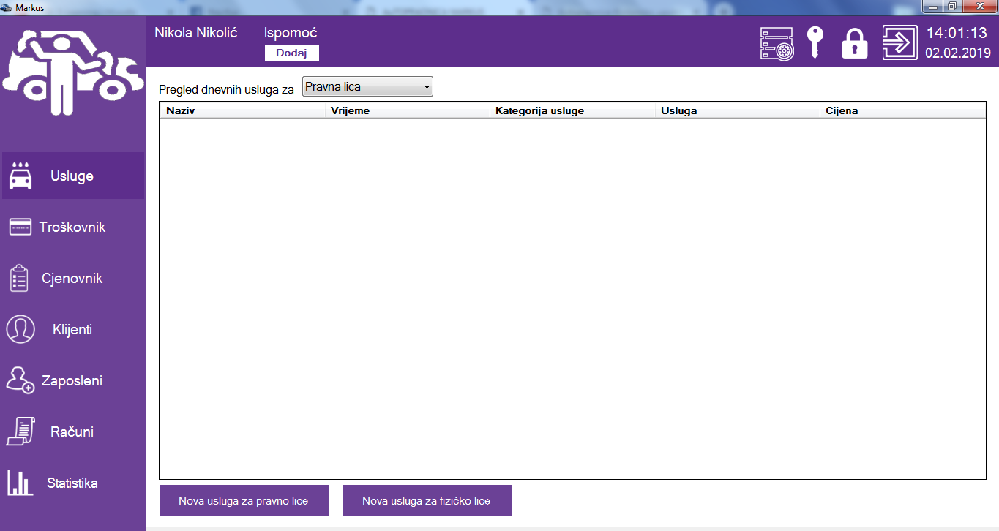 Markus
Nikola Nikolić
Ispomoć
Dodaj
14:01:13
02.02.2019
Pregled dnevnih usluga za
Pravna lica
Naziv Vrijeme Kategorija usluge Usluga Cijena
Usluge
Troškovnik
Cjenovnik
Klijenti
Zaposleni
Računi
Statistika
Nova usluga za pravno lice
Nova usluga za fizičko lice